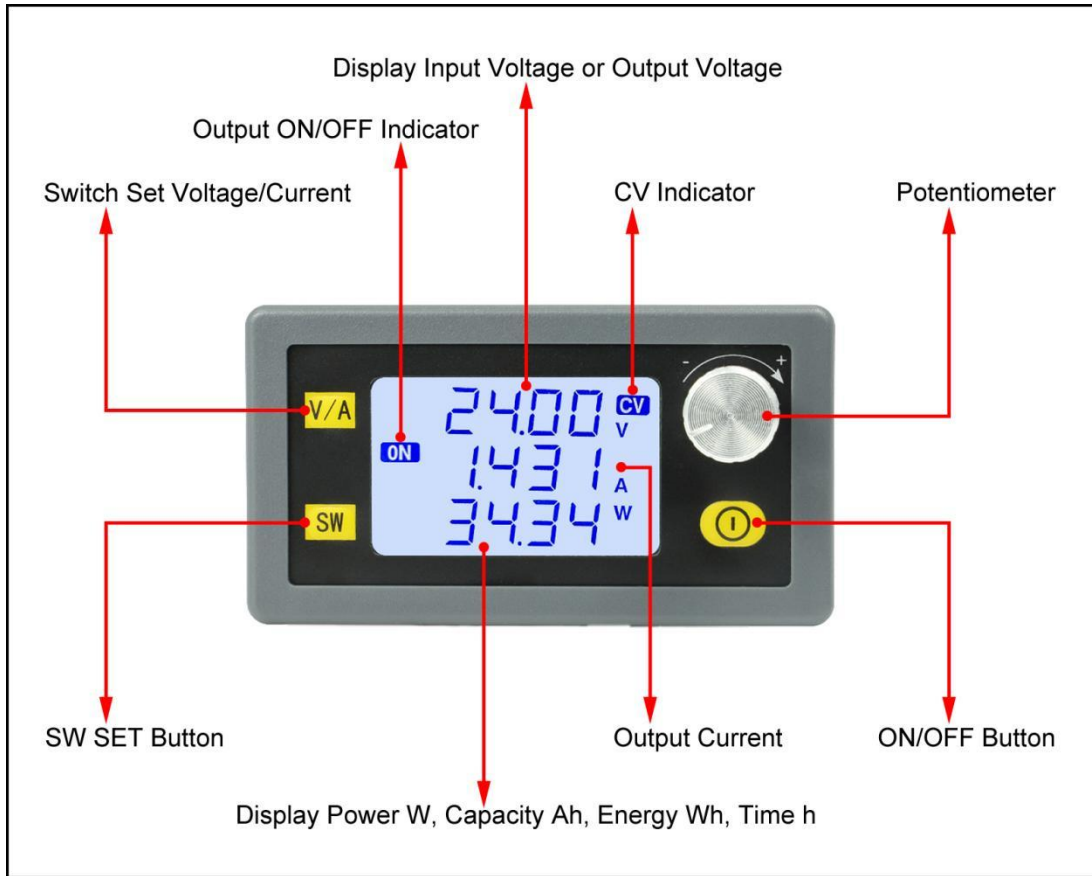 Display Input Voltage or Output Voltage
Output ON/OFF Indicator
Switch Set Voltage/Current
CV Indicator
Potentiometer
- +
V/A
24.00 CV
V
ON
1.431 A
SW
34.34 W
SW SET Button
Output Current
ON/OFF Button
Display Power W, Capacity Ah, Energy Wh, Time h